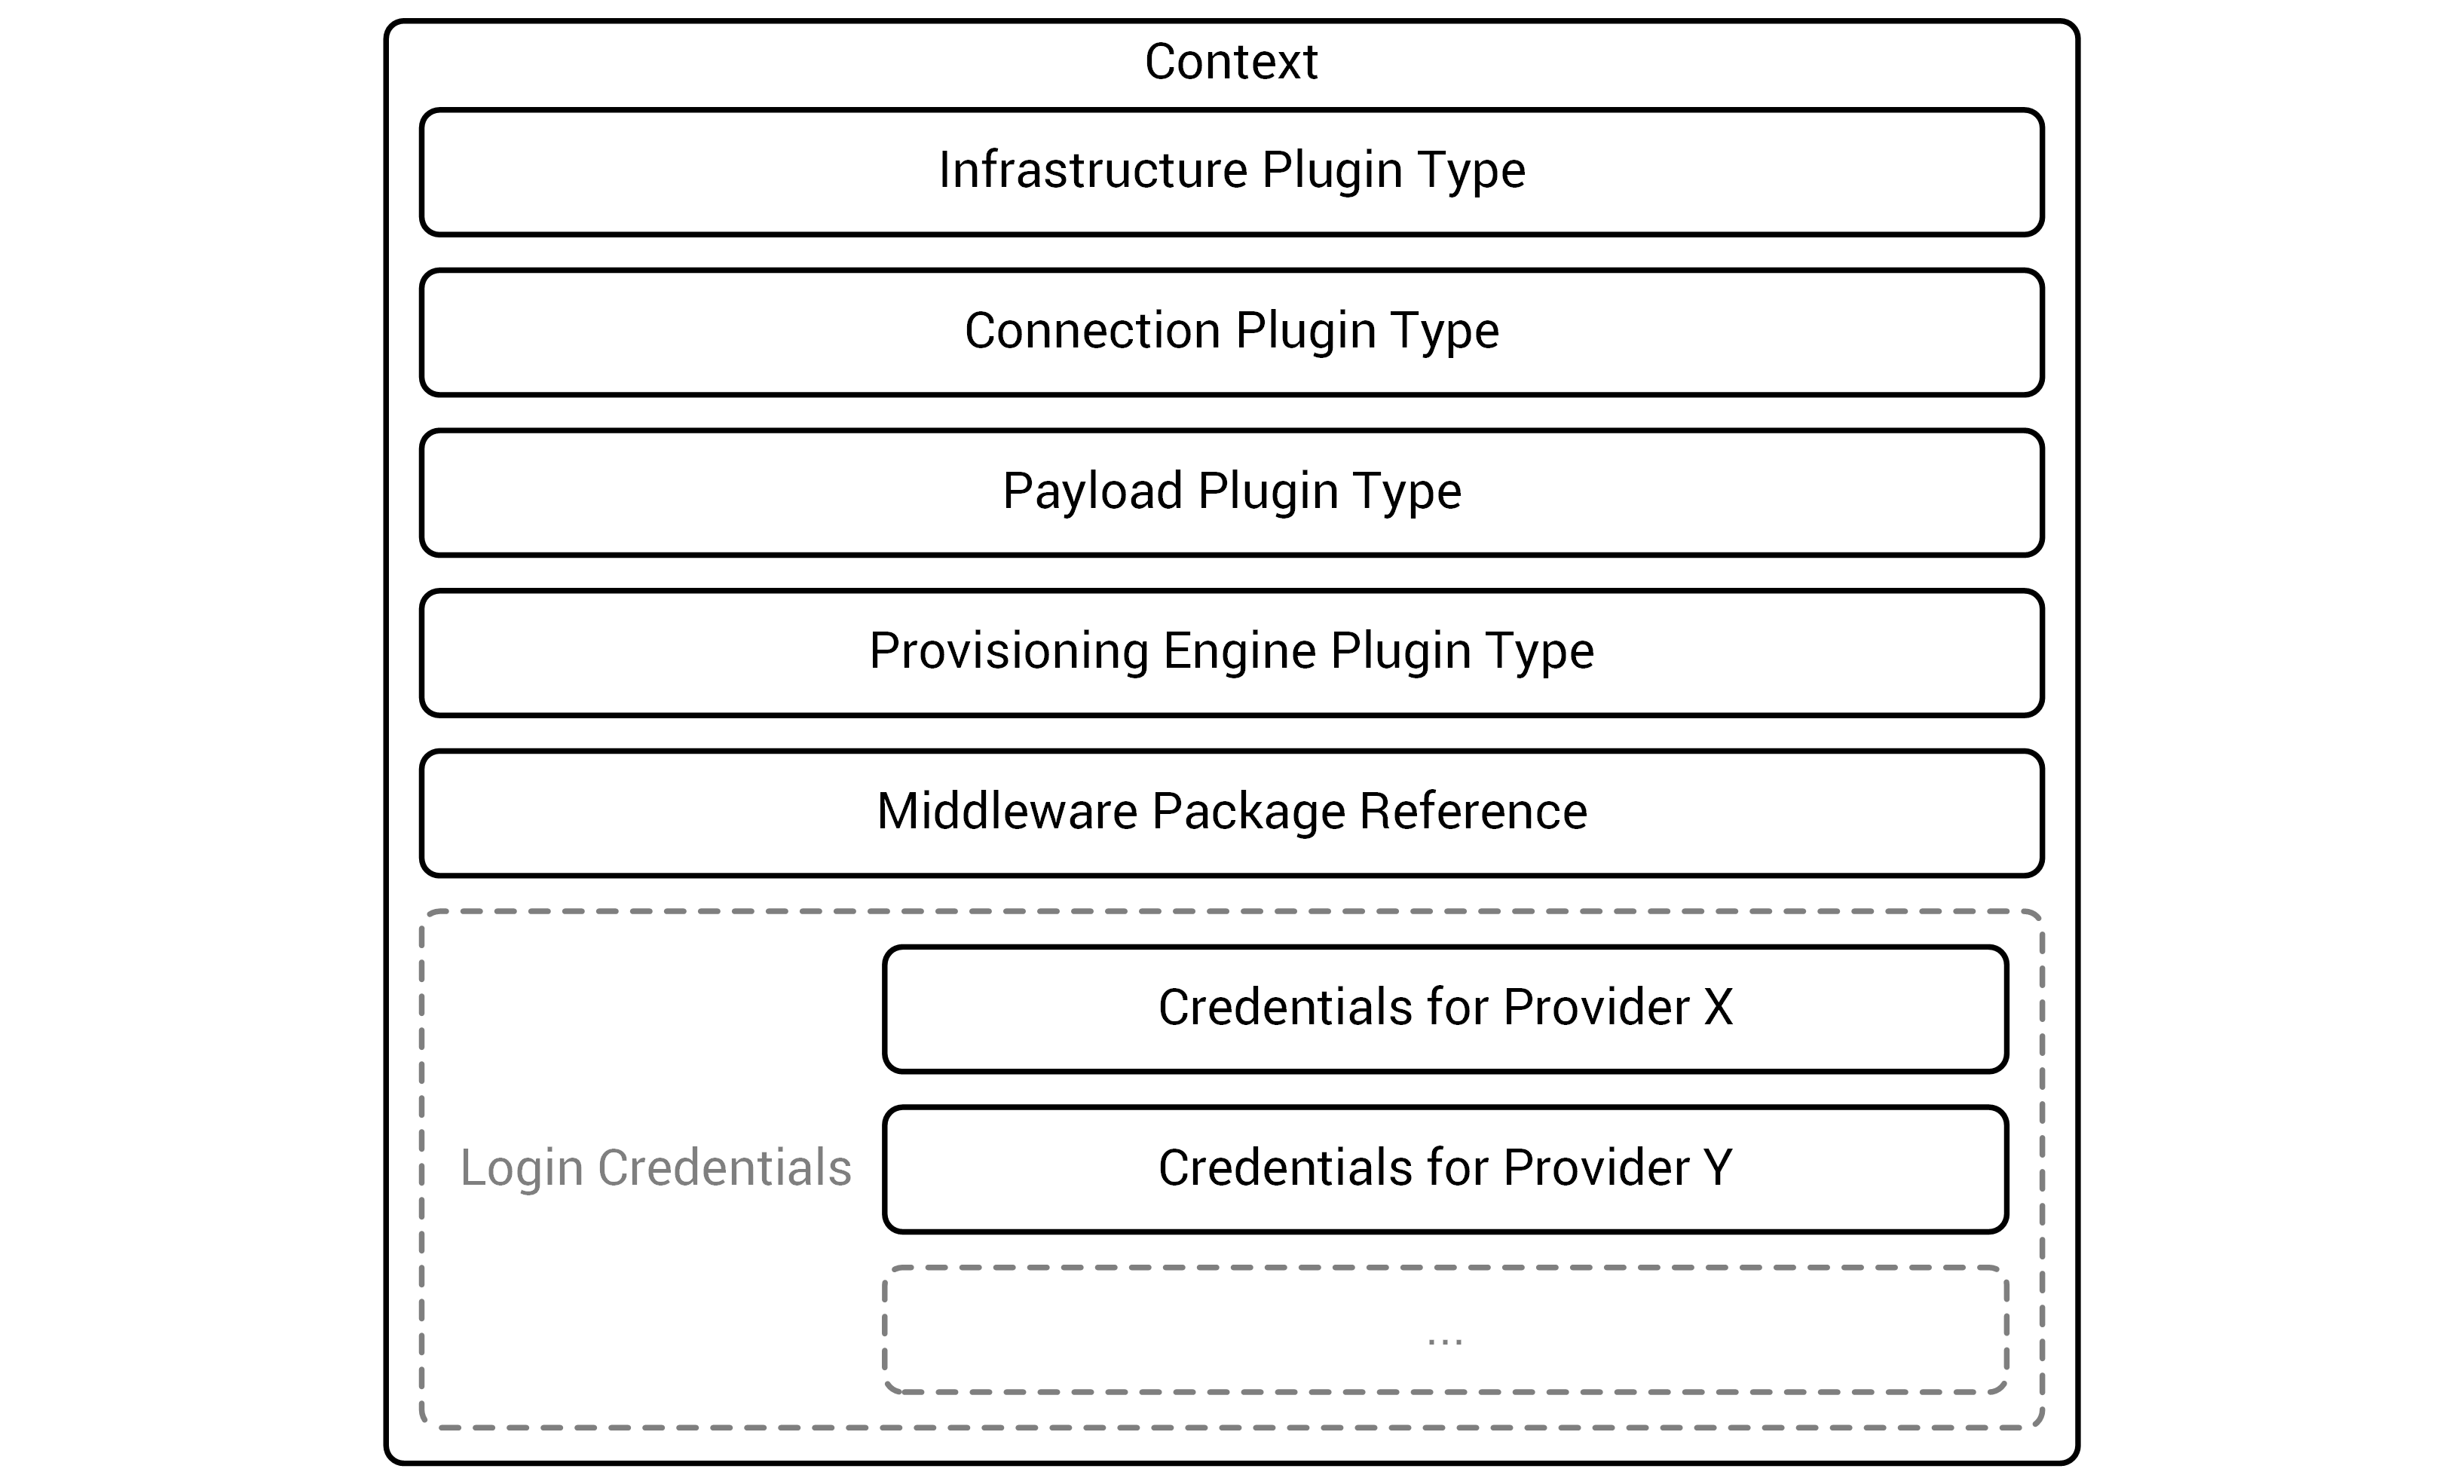 Context
Infrastructure Plugin Type
Connection Plugin Type
Payload Plugin Type
Provisioning Engine Plugin Type
Middleware Package Reference
Login Credentials
Credentials for Provider X
Credentials for Provider Y
...